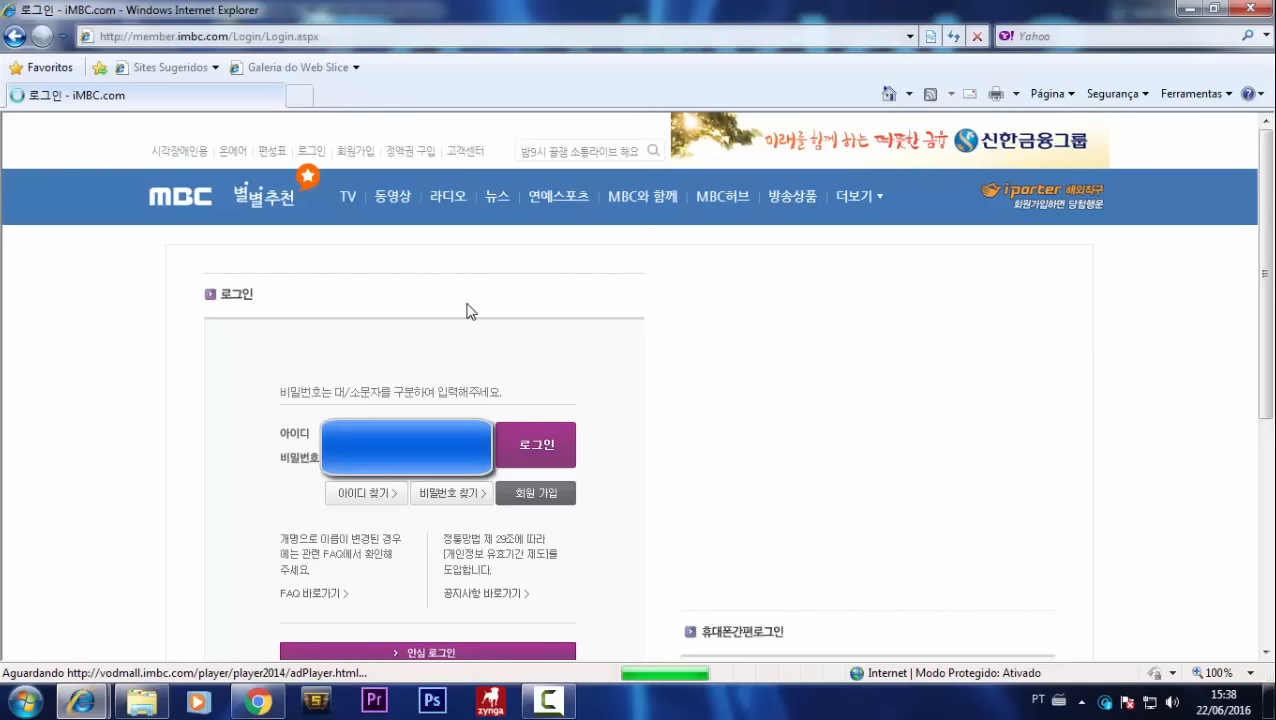 로그인 - iMBC.com - Windows Internet Explorer
http://member.imbc.com/Login/Login.aspx
Yahoo
Favoritos
Sites Sugeridos
Galeria do Web Slice
로그인 - iMBC.com
Página
Segurança
Ferramentas
시각장애인용 온에어 편성표 로그인 회원가입 정액권 구입 고객센터
밤9시 꿀잼 소통라이브 해요
미래를 함께 하는 따뜻한 금융 신한금융그룹
MBC 별별추천 TV 동영상 라디오 뉴스 연예스포츠 MBC와 함께 MBC허브 방송상품 더보기
iporter 해외직구
회원가입하면 당첨행운
로그인
비밀번호는 대/소문자를 구분하여 입력해주세요.
아이디
비밀번호
로그인
아이디 찾기 > 비밀번호 찾기 > 회원 가입
개명으로 이름이 변경된 경우
에는 관련 FAQ에서 확인해
주세요.
FAQ 바로가기 >
정통망법 제 29조에 따라
[개인정보 유효기간 제도]를
도입합니다.
공지사항 바로가기 >
> 안심 로그인
휴대폰간편로그인
Aguardando http://vodmall.imbc.com/player/player2014/adPlayer.html...
Internet | Modo Protegido: Ativado
100%
Pr
Ps
zynga
PT
15:38
22/06/2016